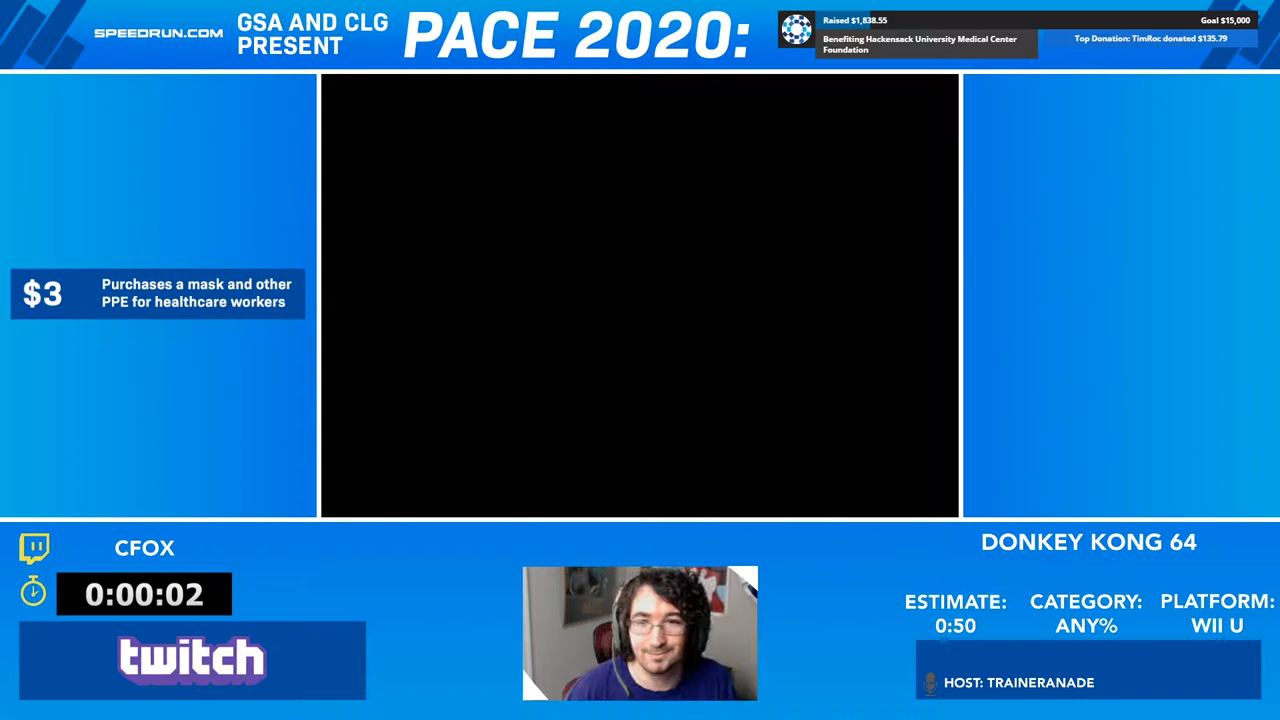 SPEEDRUN.COM
GSA AND CLG
PRESENT
PACE 2020:
Raised $1,838.55
Goal $15,000
Benefiting Hackensack University Medical Center
Foundation
Top Donation: TimRoc donated $135.79
$3
Purchases a mask and other
PPE for healthcare workers
CFOX
0:00:02
twitch
DONKEY KONG 64
ESTIMATE:
0:50
CATEGORY:
ANY%
PLATFORM:
WII U
HOST: TRAINERANADE